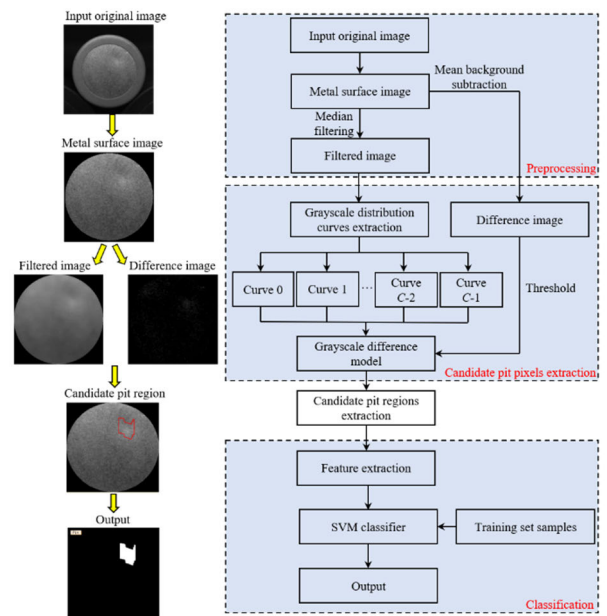 Input original image
Metal surface image
Filtered image
Difference image
Candidate pit region
Output
Input original image
Metal surface image
Mean background
subtraction
Median
filtering
Filtered image
Preprocessing
Grayscale distribution
curves extraction
Difference image
Curve 0
Curve 1
...
Curve
C-2
Curve
C-1
Threshold
Grayscale difference
model
Candidate pit pixels extraction
Candidate pit regions
extraction
Feature extraction
SVM classifier
Training set samples
Output
Classification